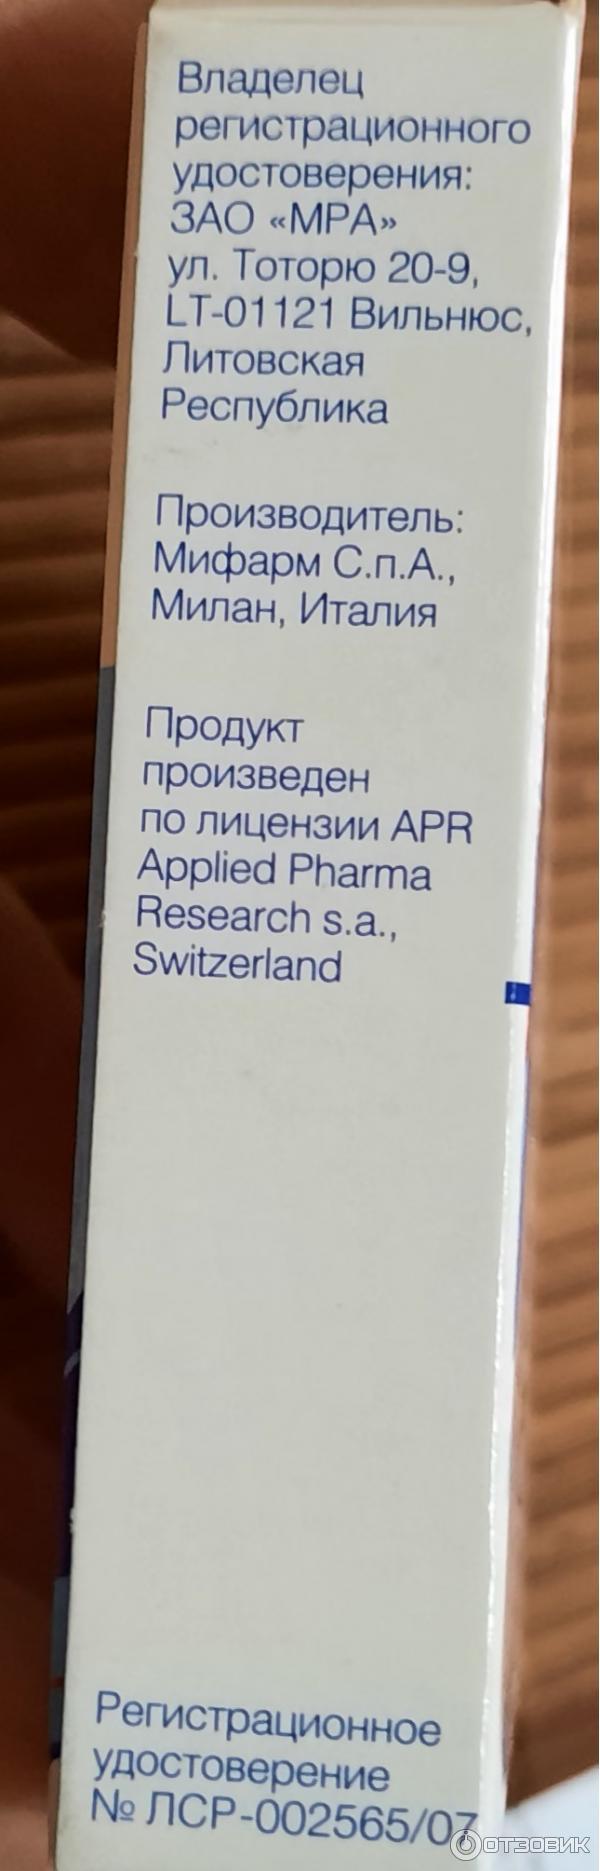 Владелец
регистрационного
удостоверения:
ЗАО «МРА»
ул. Тоторю 20-9,
LT-01121 Вильнюс,
Литовская
Республика
Производитель:
Мифарм С.п.А.,
Милан, Италия
Продукт
произведен
по лицензии APR
Applied Pharma
Research s.a.,
Switzerland
Регистрационное
удостоверение
№ ЛСР-002565/07
ОТЗОВИК